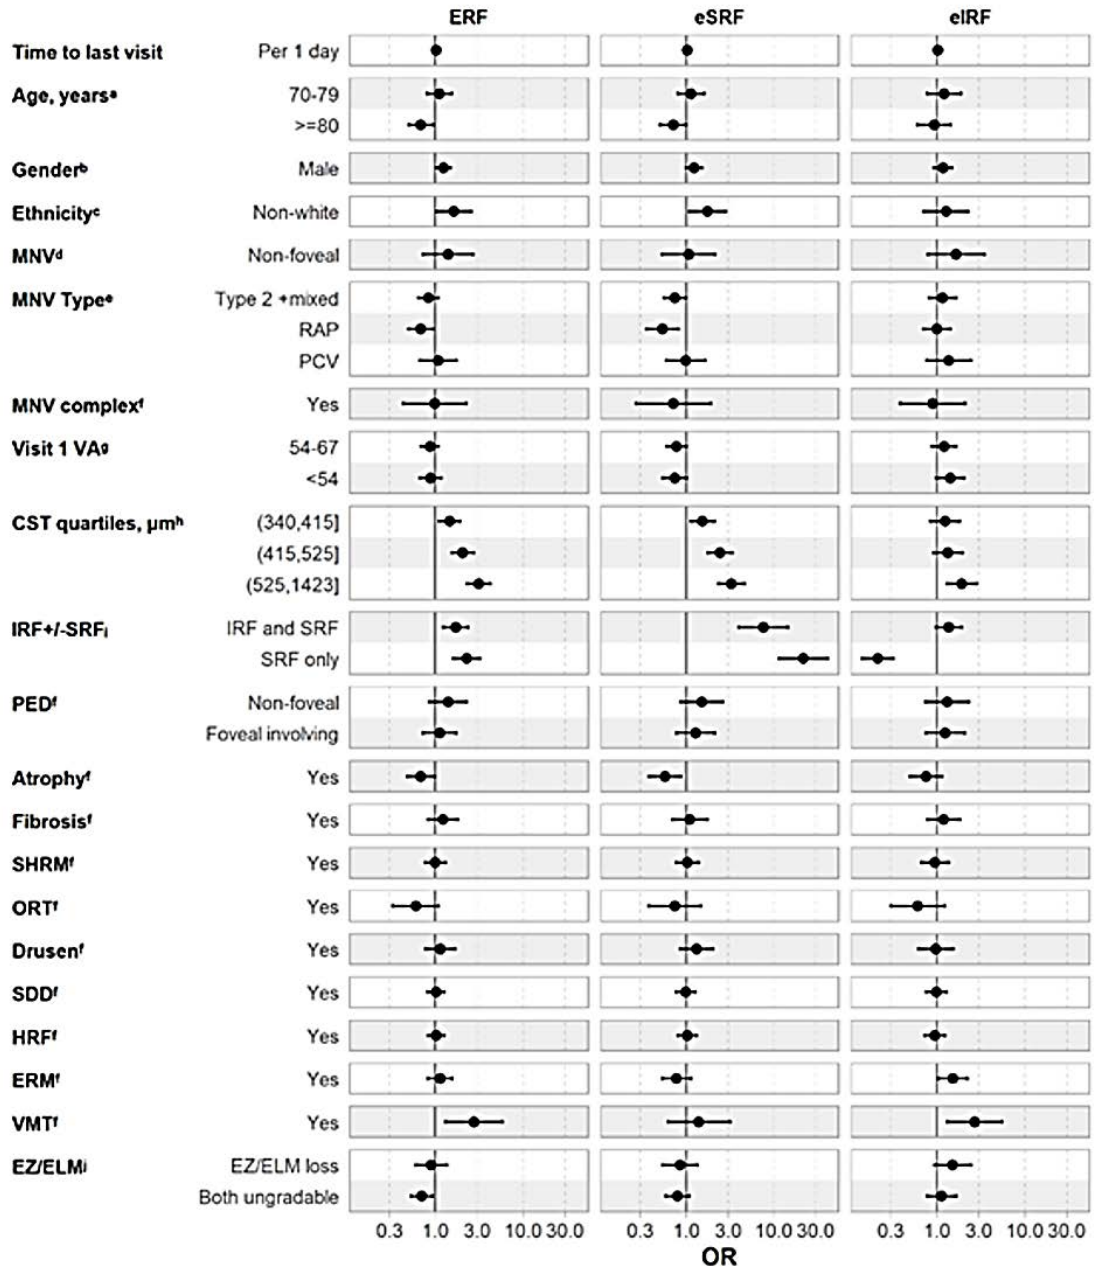 ERF eSRF eIRF
Time to last visit Per 1 day
Age, yearsᵃ 70-79
>=80
Genderᵇ Male
Ethnicityᶜ Non-white
MNVᵈ Non-foveal
MNV Typeᵉ Type 2 +mixed
RAP
PCV
MNV complexᶠ Yes
Visit 1 VAᵍ 54-67
<54
CST quartiles, µmʰ (340,415]
(415,525]
(525,1423]
IRF+/-SRFᵢ IRF and SRF
SRF only
PEDᶠ Non-foveal
Foveal involving
Atrophyᶠ Yes
Fibrosisᶠ Yes
SHRMᶠ Yes
ORTᶠ Yes
Drusenᶠ Yes
SDDᶠ Yes
HRFᶠ Yes
ERMᶠ Yes
VMTᶠ Yes
EZ/ELMʲ EZ/ELM loss
Both ungradable
0.3 1.0 3.0 10.0 30.0 0.3 1.0 3.0 10.0 30.0 0.3 1.0 3.0 10.0 30.0
OR